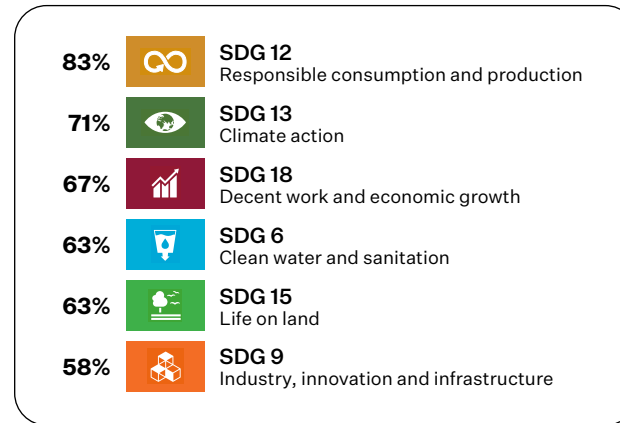 83%
SDG 12
Responsible consumption and production
71%
SDG 13
Climate action
67%
SDG 18
Decent work and economic growth
63%
SDG 6
Clean water and sanitation
63%
SDG 15
Life on land
58%
SDG 9
Industry, innovation and infrastructure